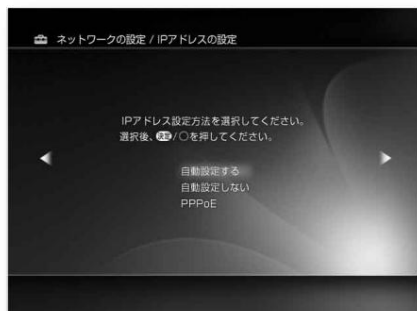 ネットワークの設定 / IPアドレスの設定
IPアドレス設定方法を選択してください。
選択後、決定/○を押してください。
自動設定する
自動設定しない
PPPoE